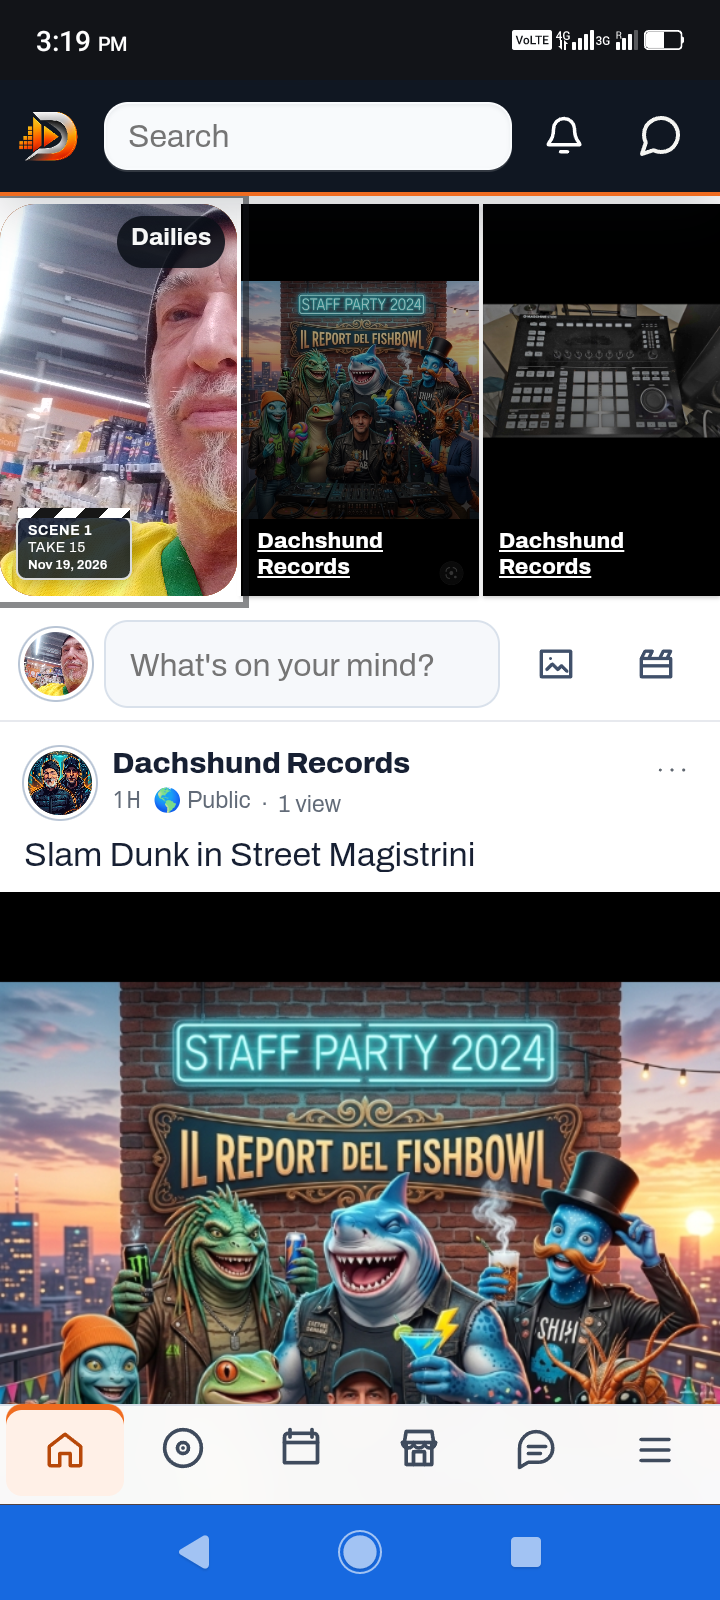 3:19 PM
VoLTE 4G 3G R
Search
Dailies
SCENE 1
TAKE 15
Nov 19, 2026
STAFF PARTY 2024
IL REPORT DEL FISHBOWL
Dachshund
Records
Dachshund
Records
What's on your mind?
Dachshund Records
1H Public · 1 view
Slam Dunk in Street Magistrini
STAFF PARTY 2024
IL REPORT DEL FISHBOWL